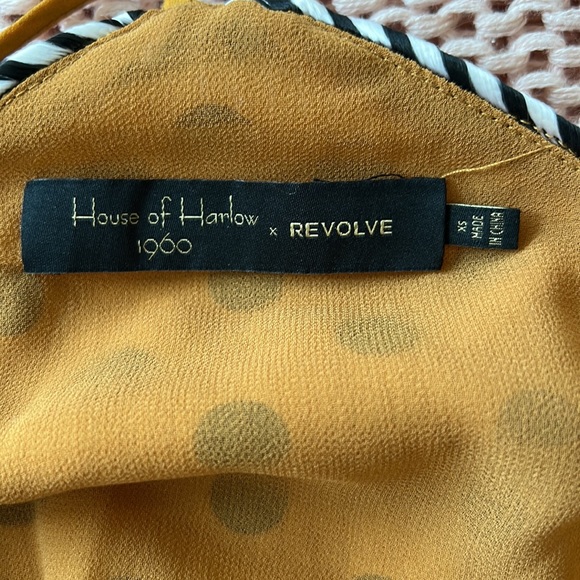 House of Harlow
1960
x REVOLVE
XS
MADE
IN CHINA